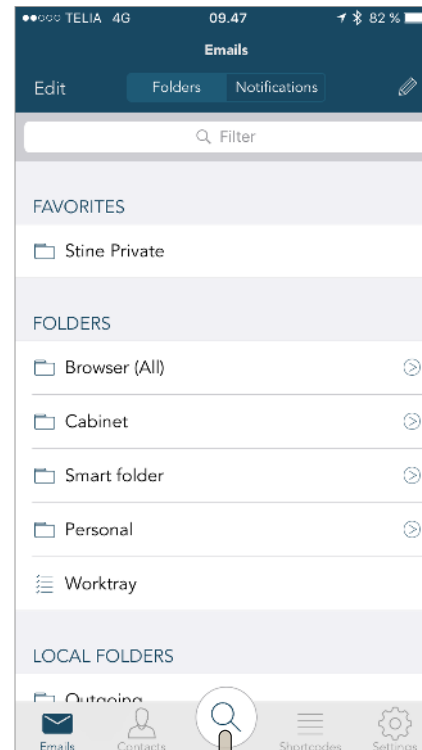 TELIA 4G 09.47 82 %
Emails
Edit Folders Notifications
Filter
FAVORITES
Stine Private
FOLDERS
Browser (All)
Cabinet
Smart folder
Personal
Worktray
LOCAL FOLDERS
Outgoing
Emails Contacts Shortcodes Settings